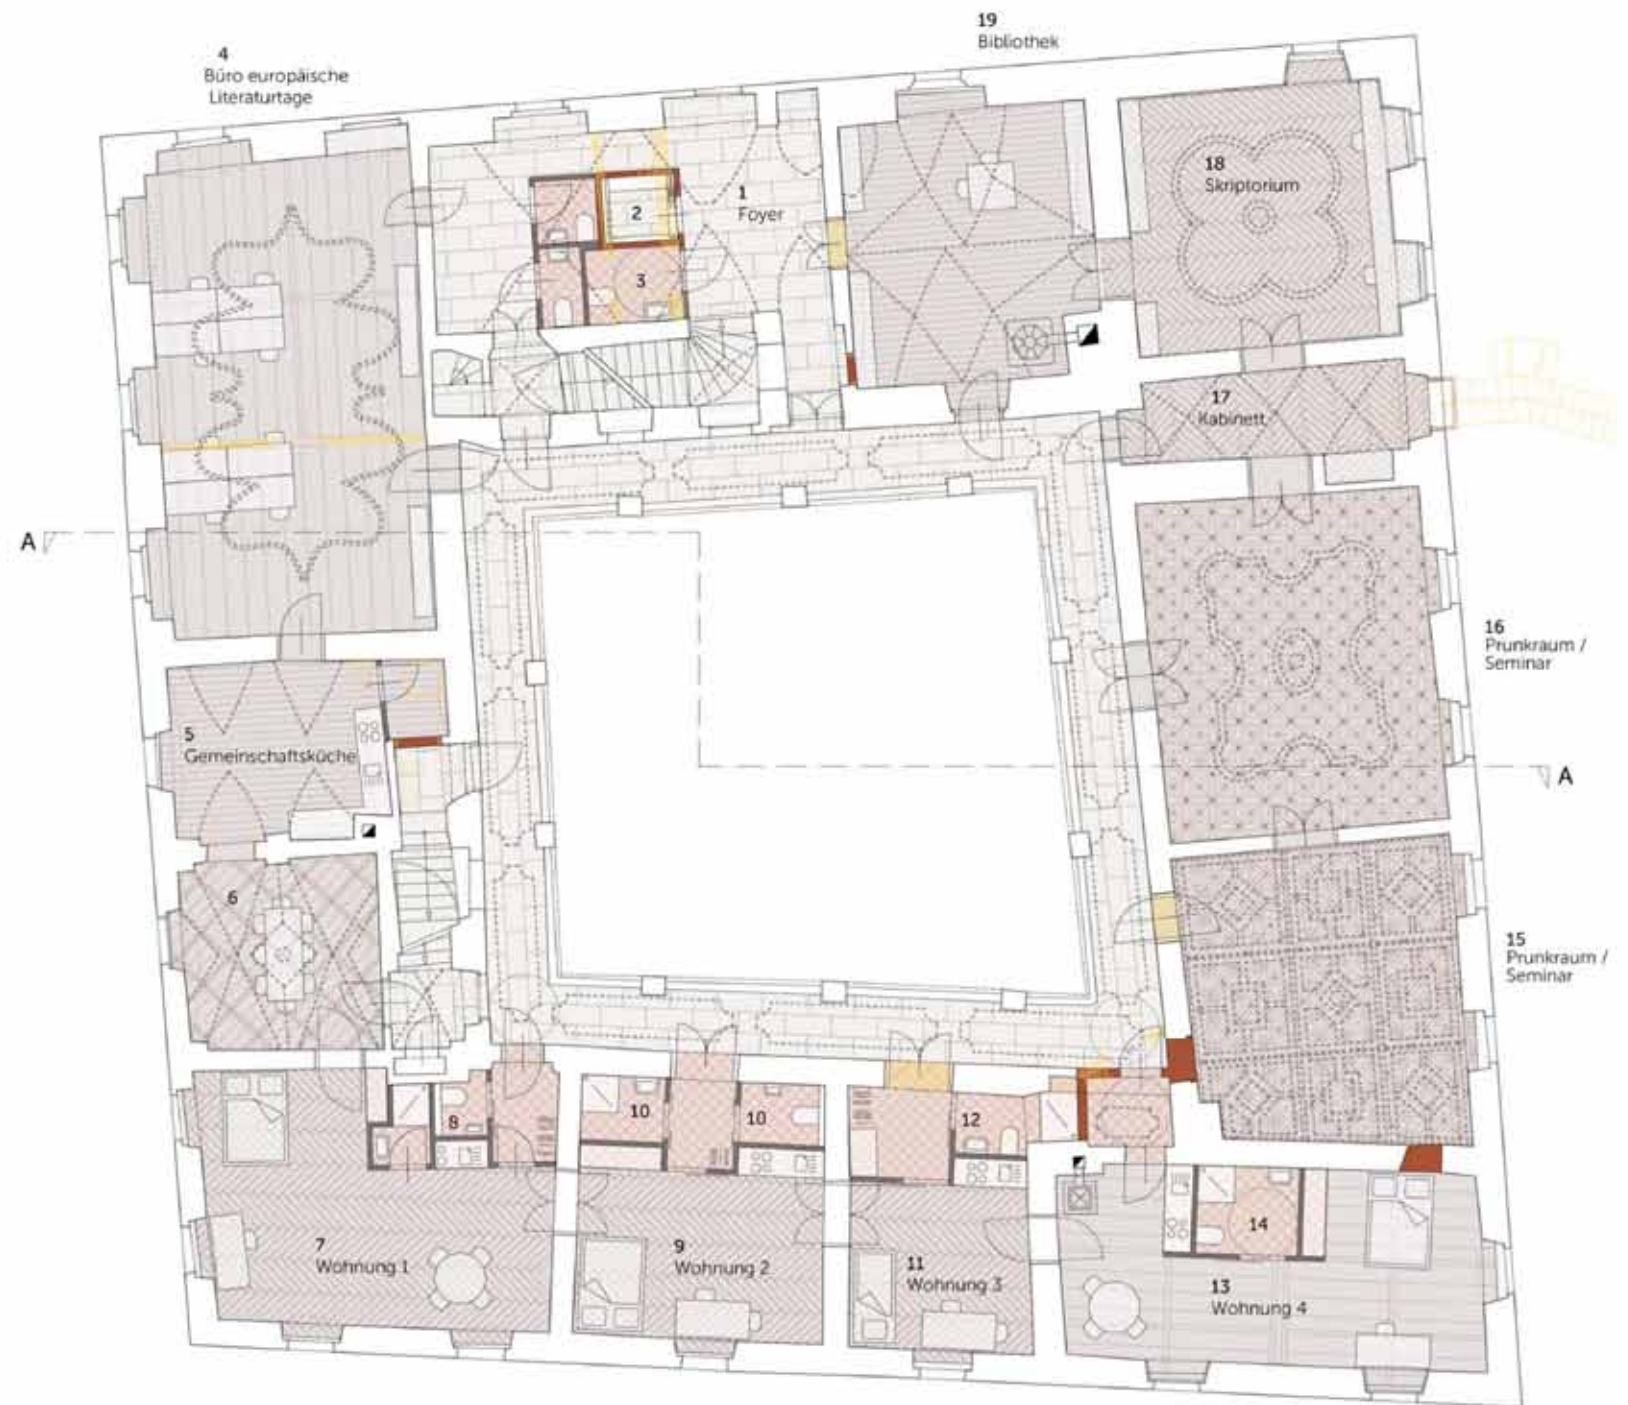 19
Bibliothek
4
Büro europäische
Literaturtage
18
Skriptorium
1
Foyer
2
3
17
Kabinett
A
16
Prunkraum /
Seminar
5
Gemeinschaftsküche
A
6
15
Prunkraum /
Seminar
8
10
10
12
14
7
Wohnung 1
9
Wohnung 2
11
Wohnung 3
13
Wohnung 4